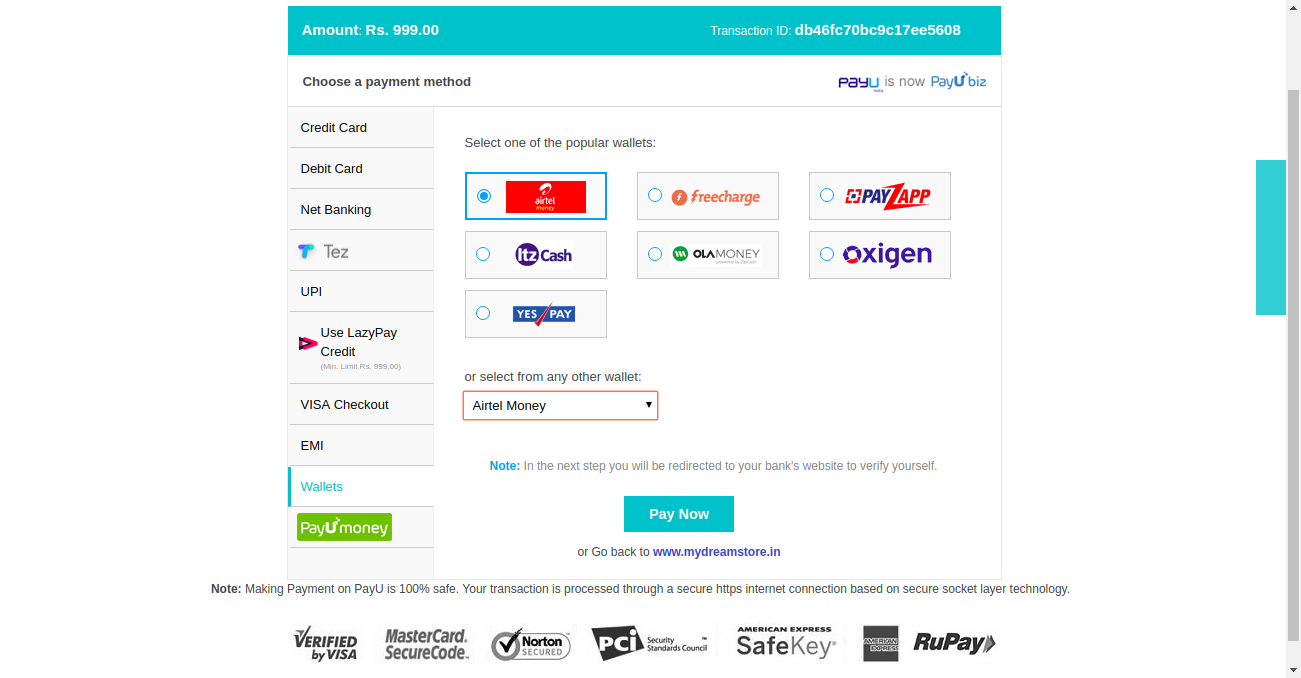 Amount: Rs. 999.00
Transaction ID: db46fc70bc9c17ee5608
Choose a payment method
PayU india is now PayU biz
Credit Card
Debit Card
Net Banking
Tez
UPI
Use LazyPay
Credit
(Min. Limit Rs. 999.00)
VISA Checkout
EMI
Wallets
PayUmoney
Select one of the popular wallets:
airtel
money
freecharge
PAYZAPP
Itz Cash
OLAMONEY
powered by ZipCash
Oxigen
YES PAY
or select from any other wallet:
Airtel Money
Note: In the next step you will be redirected to your bank's website to verify yourself.
Pay Now
or Go back to www.mydreamstore.in
Note: Making Payment on PayU is 100% safe. Your transaction is processed through a secure https internet connection based on secure socket layer technology.
VERIFIED
by VISA
MasterCard.
SecureCode.
Norton
SECURED
PCI
Security
Standards Council
AMERICAN EXPRESS
SafeKey
AMERICAN
EXPRESS
RuPay